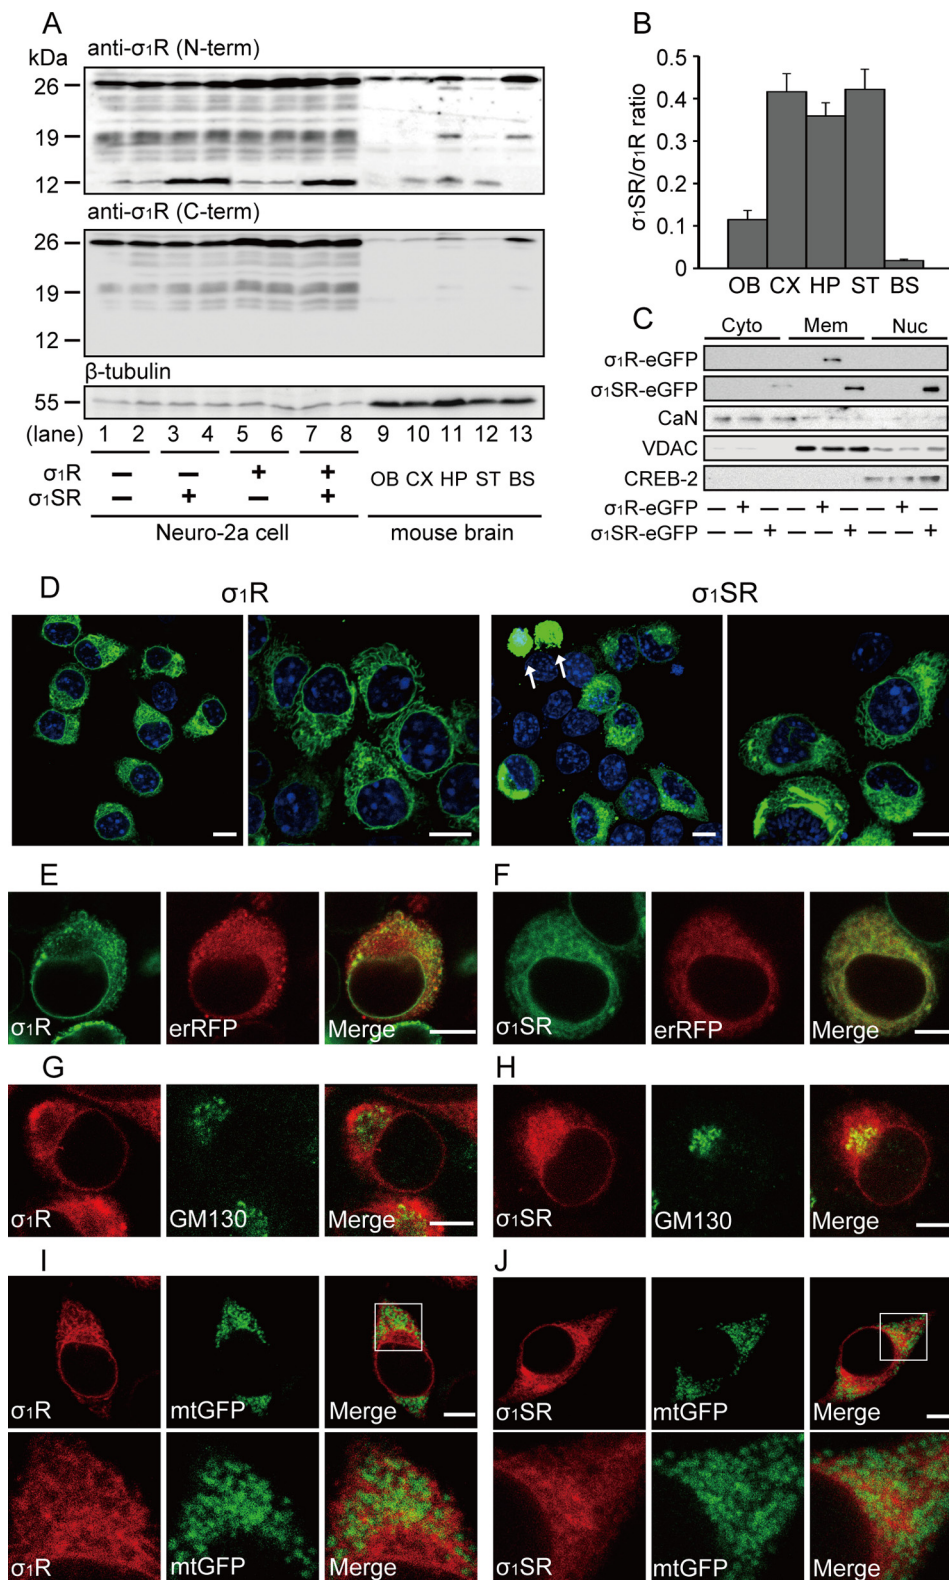 A
anti-σ1R (N-term)
kDa
26
19
12
anti-σ1R (C-term)
26
19
12
β-tubulin
55
(lane) 1 2 3 4 5 6 7 8 9 10 11 12 13
σ1R − − + + OB CX HP ST BS
σ1SR − + − +
Neuro-2a cell mouse brain
B
σ1SR/σ1R ratio
0.5
0.4
0.3
0.2
0.1
0
OB CX HP ST BS
C
Cyto Mem Nuc
σ1R-eGFP
σ1SR-eGFP
CaN
VDAC
CREB-2
σ1R-eGFP − + − − + − − + −
σ1SR-eGFP − − + − − + − − +
D
σ1R σ1SR
E
σ1R erRFP Merge
F
σ1SR erRFP Merge
G
σ1R GM130 Merge
H
σ1SR GM130 Merge
I
σ1R mtGFP Merge
σ1R mtGFP Merge
J
σ1SR mtGFP Merge
σ1SR mtGFP Merge